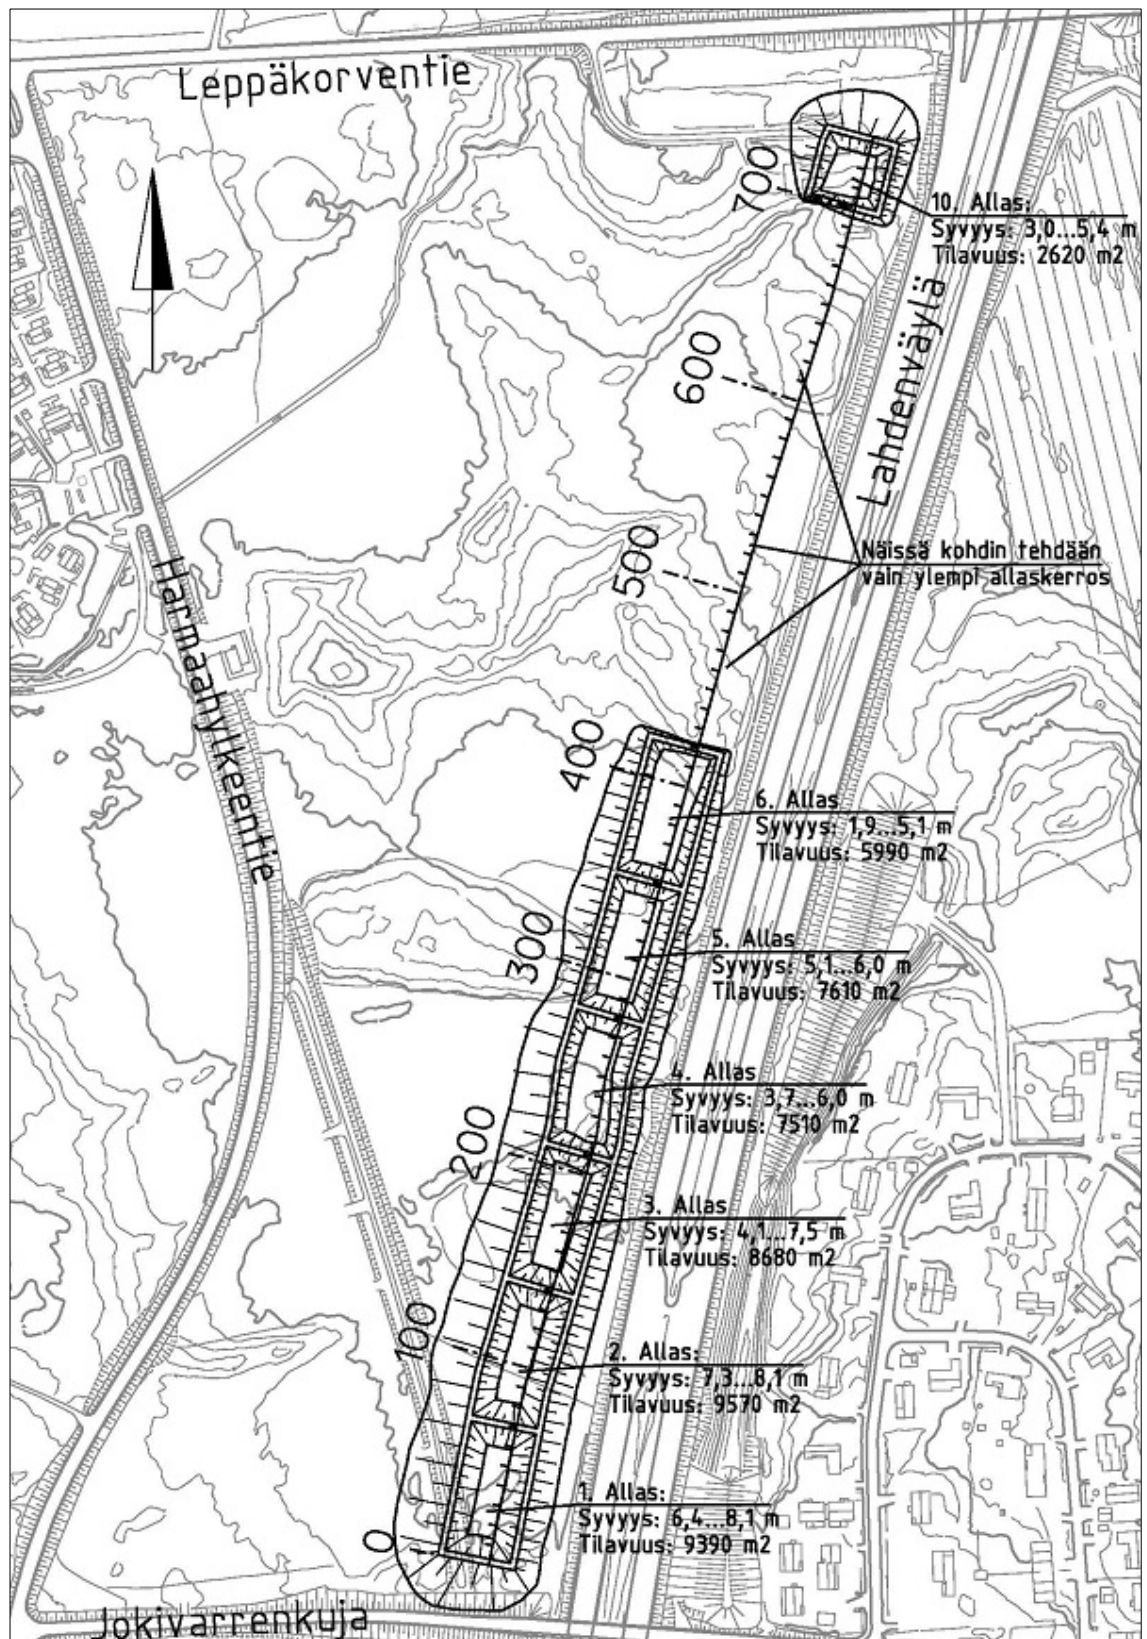 Leppäkorventie
700
10. Allas:
Syvyys: 3,0...5,4 m
Tilavuus: 2620 m2
Lahdenväylä
600
500
Näissä kohdin tehdään
vain ylempi allaskerros
Harmaahylkeentie
400
6. Allas
Syvyys: 1,9...5,1 m
Tilavuus: 5990 m2
300
5. Allas
Syvyys: 5,1...6,0 m
Tilavuus: 7610 m2
4. Allas
Syvyys: 3,7...6,0 m
Tilavuus: 7510 m2
200
3. Allas
Syvyys: 4,1...7,5 m
Tilavuus: 8680 m2
100
2. Allas:
Syvyys: 7,3...8,1 m
Tilavuus: 9570 m2
1. Allas:
Syvyys: 6,4...8,1 m
Tilavuus: 9390 m2
0
Jokivarrenkuja